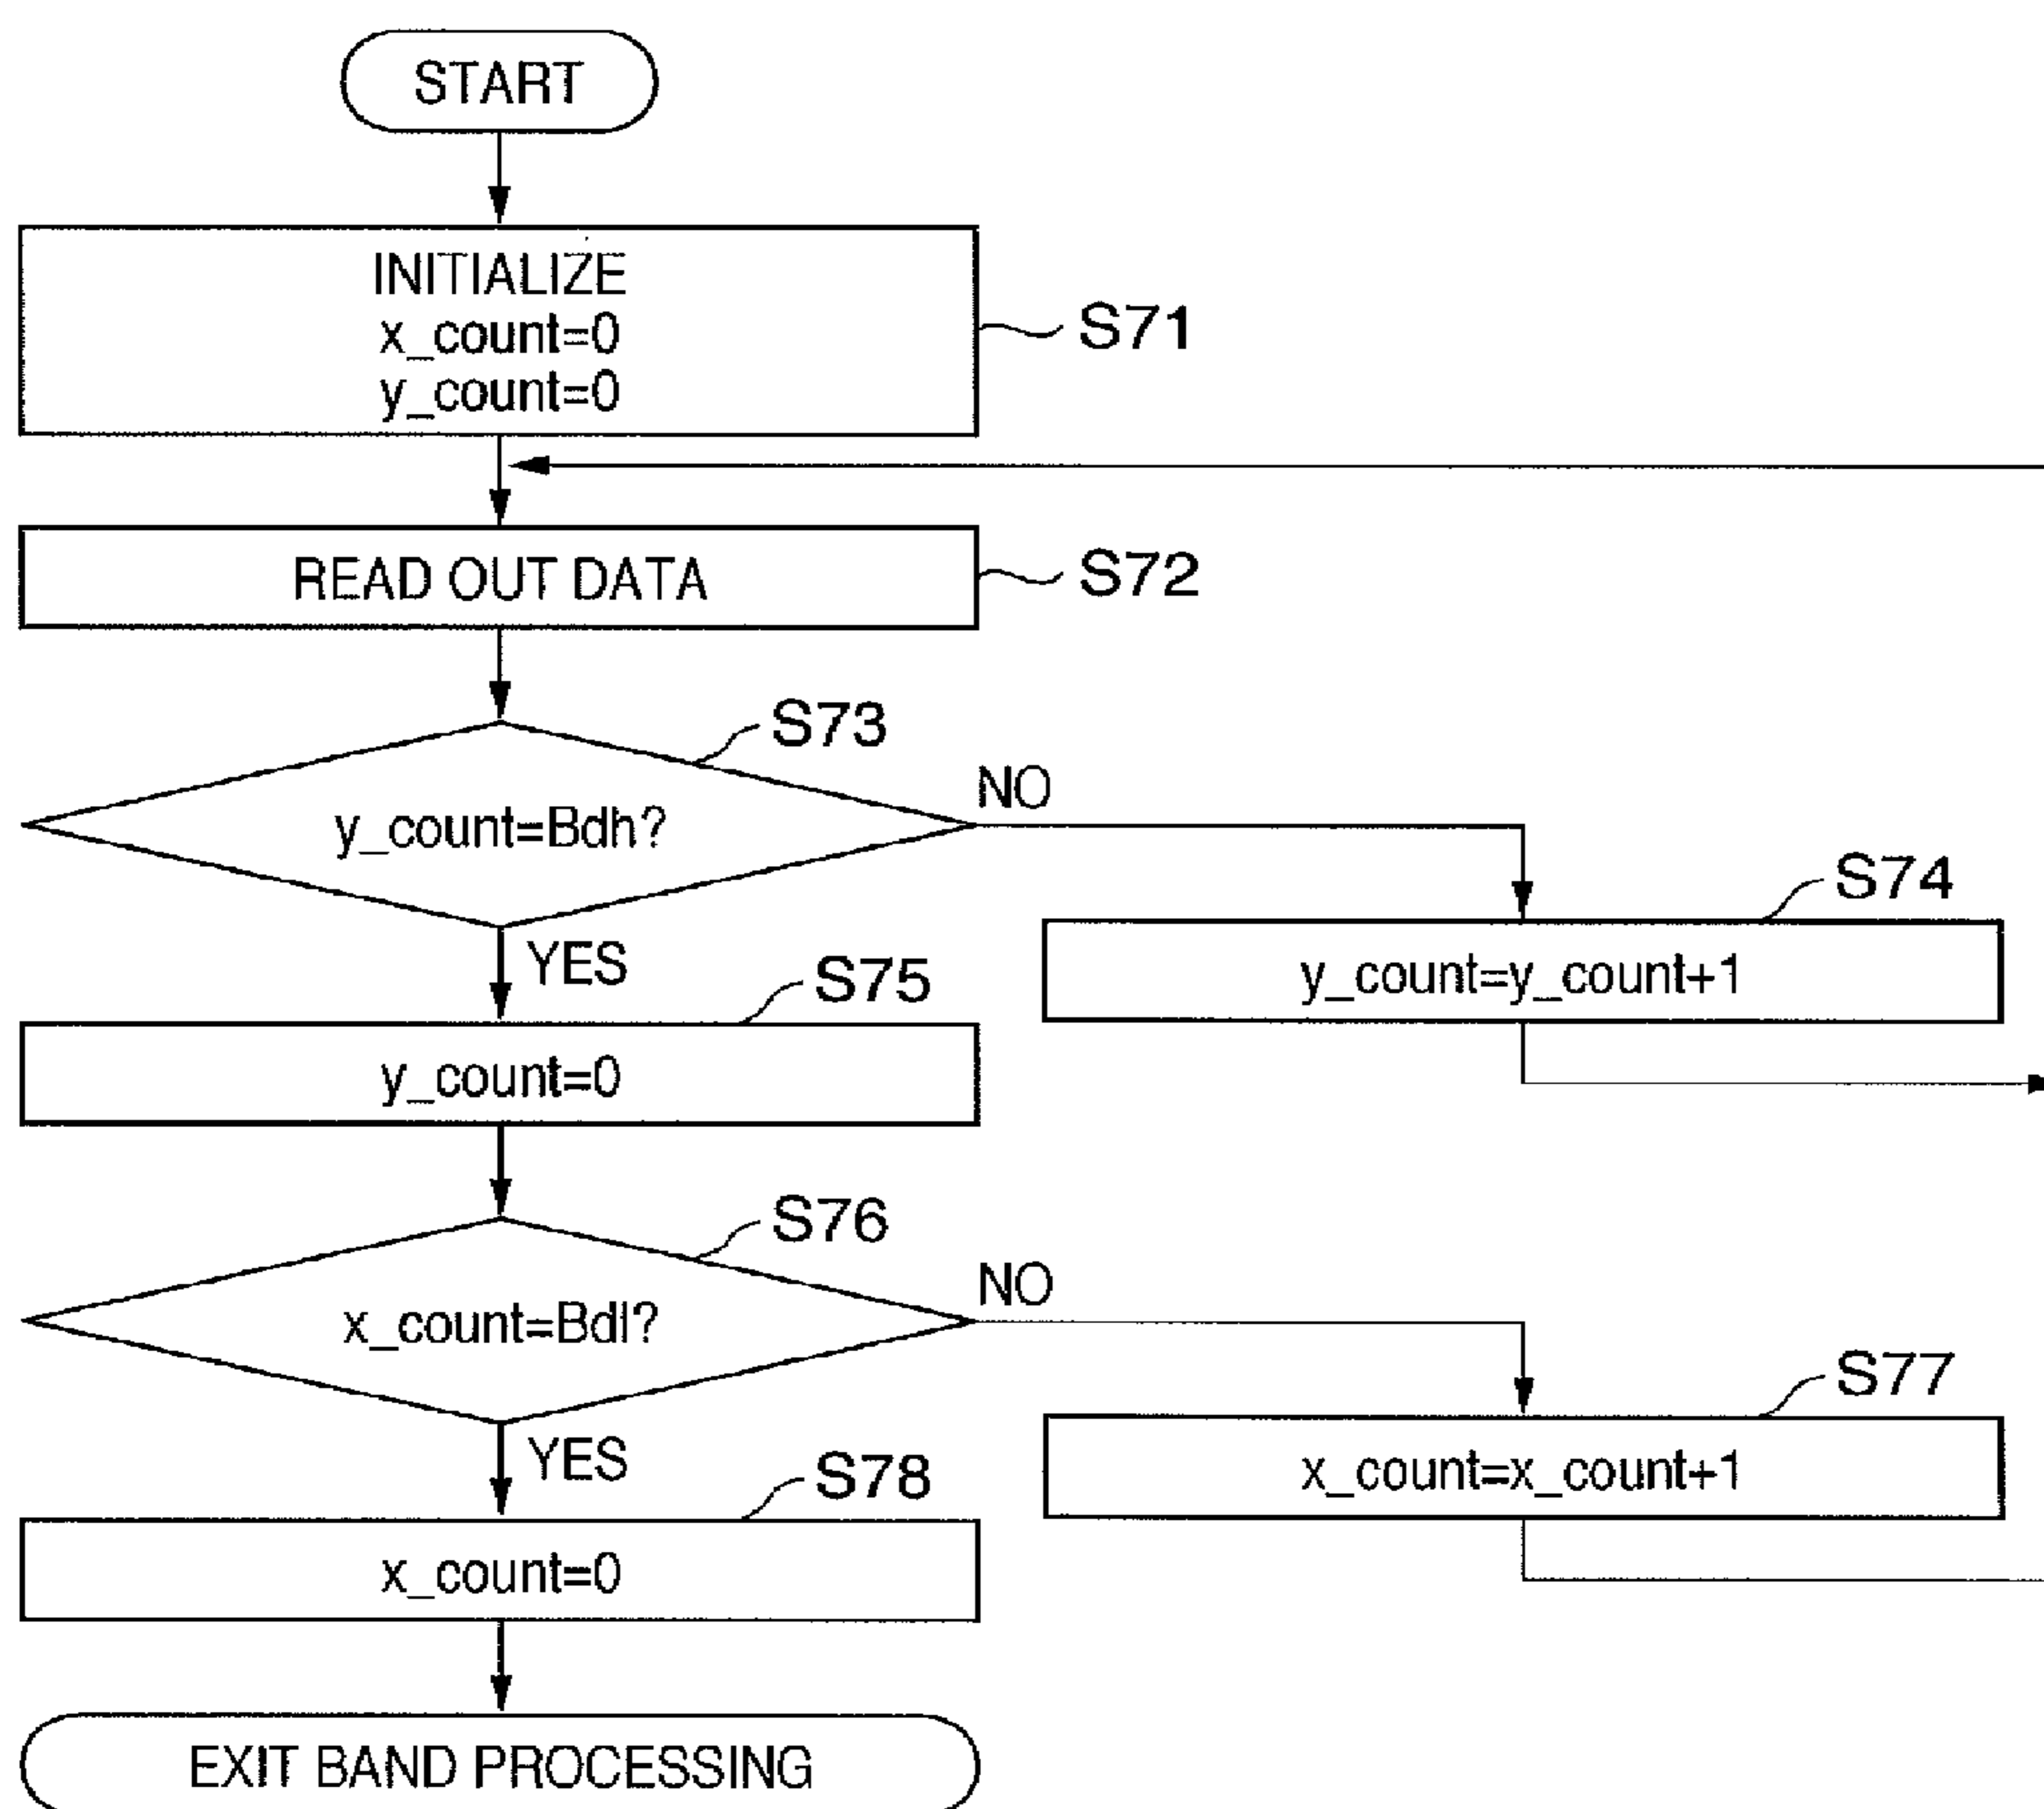 START
INITIALIZE
x_count=0
y_count=0
S71
READ OUT DATA
S72
S73
y_count=Bdh?
NO
S74
y_count=y_count+1
YES
S75
y_count=0
S76
x_count=Bdl?
NO
S77
x_count=x_count+1
YES
S78
x_count=0
EXIT BAND PROCESSING